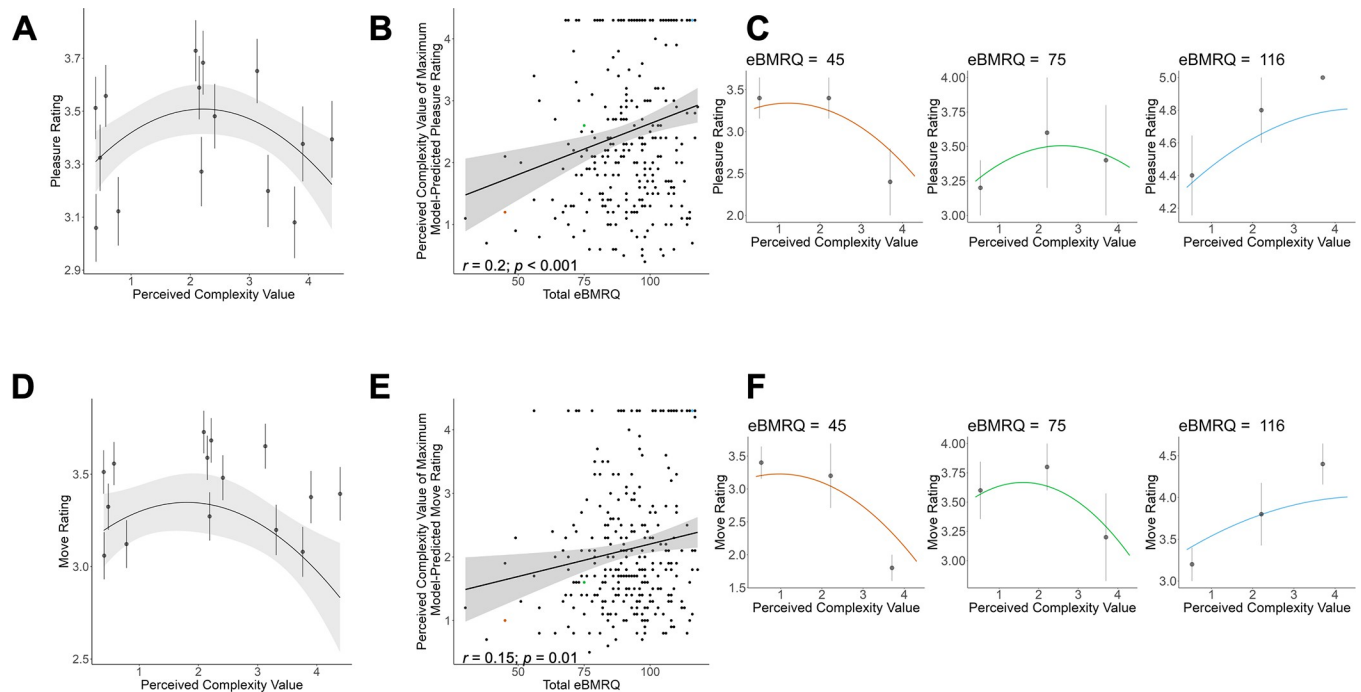 A
Pleasure Rating
3.7
3.5
3.3
3.1
2.9
1
2
3
4
Perceived Complexity Value
B
Perceived Complexity Value of Maximum
Model-Predicted Pleasure Rating
4
3
2
1
r = 0.2; p < 0.001
50
75
100
Total eBMRQ
C
eBMRQ = 45
Pleasure Rating
3.5
3.0
2.5
2.0
1
2
3
4
Perceived Complexity Value
eBMRQ = 75
Pleasure Rating
4.00
3.75
3.50
3.25
3.00
1
2
3
4
Perceived Complexity Value
eBMRQ = 116
Pleasure Rating
5.0
4.8
4.6
4.4
4.2
1
2
3
4
Perceived Complexity Value
D
Move Rating
3.5
3.0
2.5
1
2
3
4
Perceived Complexity Value
E
Perceived Complexity Value of Maximum
Model-Predicted Move Rating
4
3
2
1
r = 0.15; p = 0.01
50
75
100
Total eBMRQ
F
eBMRQ = 45
Move Rating
3.5
3.0
2.5
2.0
1.5
1
2
3
4
Perceived Complexity Value
eBMRQ = 75
Move Rating
4.00
3.75
3.50
3.25
3.00
1
2
3
4
Perceived Complexity Value
eBMRQ = 116
Move Rating
4.5
4.0
3.5
3.0
1
2
3
4
Perceived Complexity Value